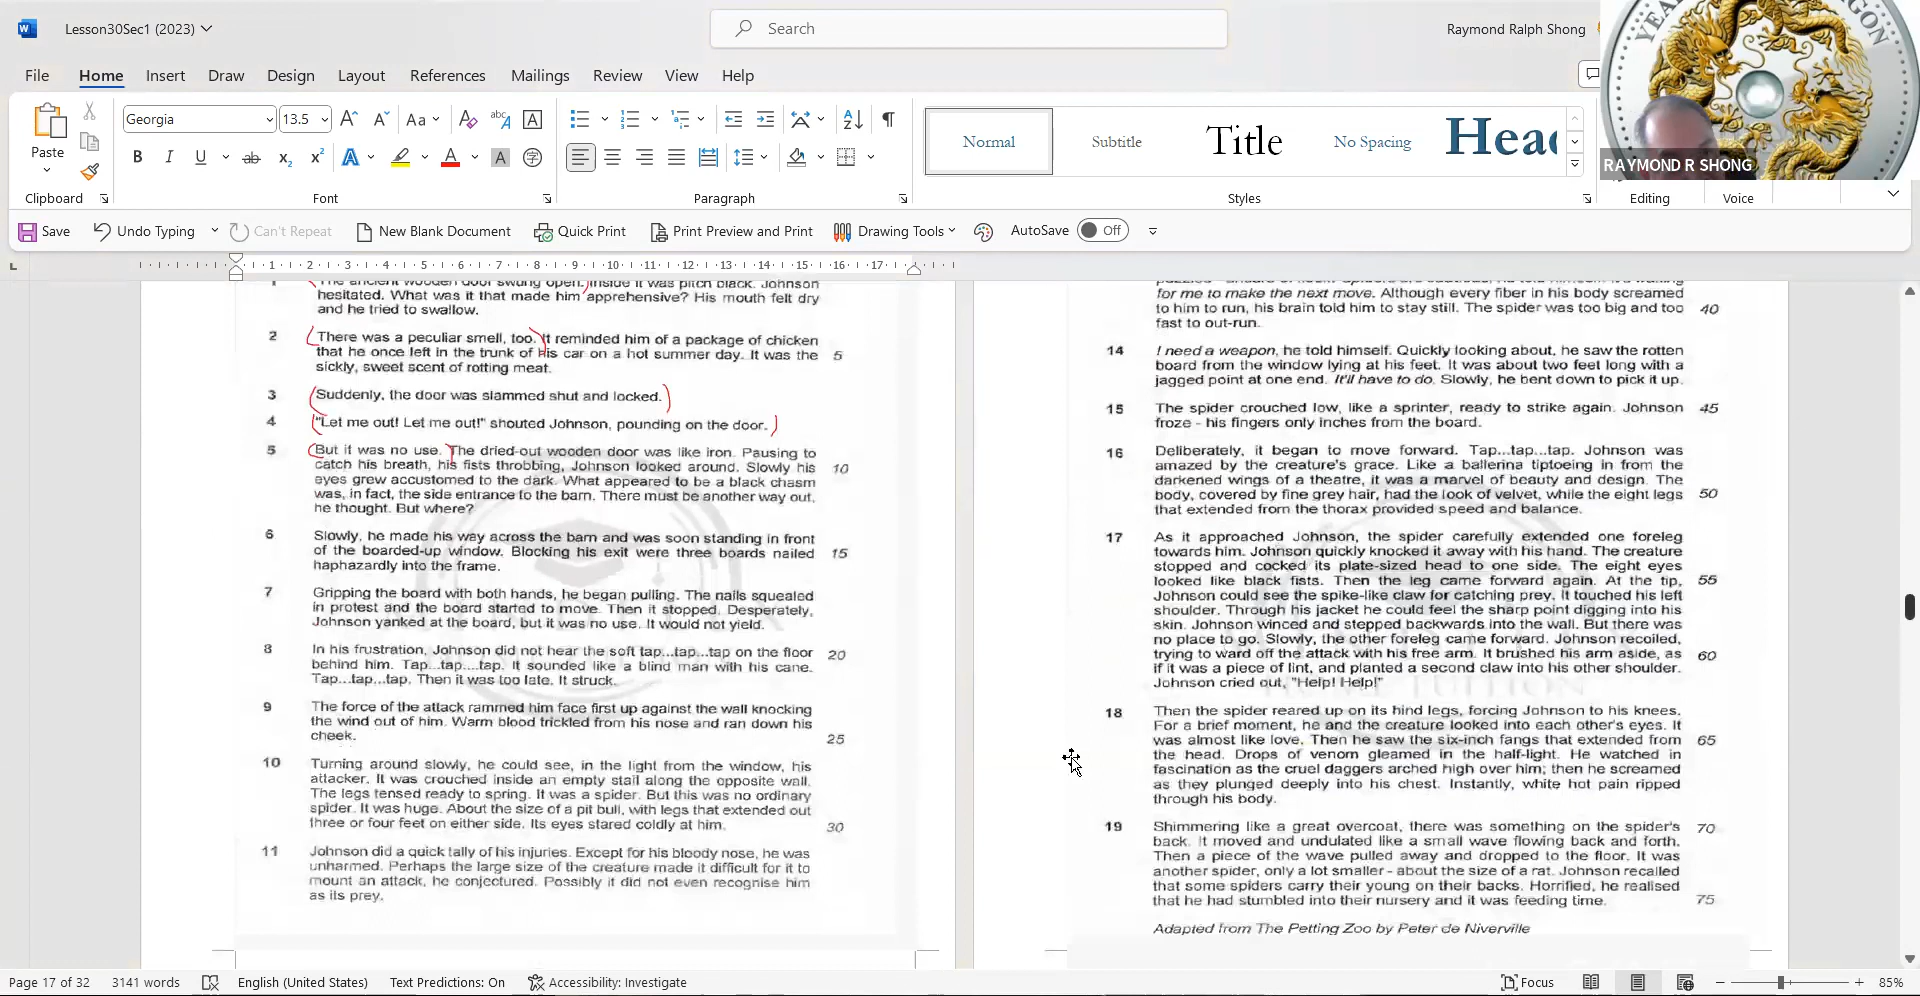 Lesson30Sec1 (2023)
Search
Raymond Ralph Shong
RAYMOND R SHONG
File Home Insert Draw Design Layout References Mailings Review View Help
Georgia 13.5
Paste
Normal Subtitle Title No Spacing Head
Clipboard Font Paragraph Styles Editing Voice
Save Undo Typing Can't Repeat New Blank Document Quick Print Print Preview and Print Drawing Tools AutoSave Off
1 2 3 4 5 6 7 8 9 10 11 12 13 14 15 16 17
1 The ancient wooden door swung open. Inside it was pitch black. Johnson
hesitated. What was it that made him apprehensive? His mouth felt dry
and he tried to swallow.
2 There was a peculiar smell, too. It reminded him of a package of chicken
that he once left in the trunk of his car on a hot summer day. It was the 5
sickly, sweet scent of rotting meat.
3 Suddenly, the door was slammed shut and locked.
4 "Let me out! Let me out!" shouted Johnson, pounding on the door.
5 But it was no use. The dried-out wooden door was like iron. Pausing to
catch his breath, his fists throbbing, Johnson looked around. Slowly his 10
eyes grew accustomed to the dark. What appeared to be a black chasm
was, in fact, the side entrance to the barn. There must be another way out,
he thought. But where?
6 Slowly, he made his way across the barn and was soon standing in front
of the boarded-up window. Blocking his exit were three boards nailed 15
haphazardly into the frame.
7 Gripping the board with both hands, he began pulling. The nails squealed
in protest and the board started to move. Then it stopped. Desperately,
Johnson yanked at the board, but it was no use. It would not yield.
8 In his frustration, Johnson did not hear the soft tap...tap...tap on the floor 20
behind him. Tap...tap....tap. It sounded like a blind man with his cane.
Tap...tap...tap. Then it was too late. It struck.
9 The force of the attack rammed him face first up against the wall knocking
the wind out of him. Warm blood trickled from his nose and ran down his
cheek. 25
10 Turning around slowly, he could see, in the light from the window, his
attacker. It was crouched inside an empty stall along the opposite wall.
The legs tensed ready to spring. It was a spider. But this was no ordinary
spider. It was huge. About the size of a pit bull, with legs that extended out
three or four feet on either side. Its eyes stared coldly at him. 30
11 Johnson did a quick tally of his injuries. Except for his bloody nose, he was
unharmed. Perhaps the large size of the creature made it difficult for it to
mount an attack, he conjectured. Possibly it did not even recognise him
as its prey.
for me to make the next move. Although every fiber in his body screamed
to him to run, his brain told him to stay still. The spider was too big and too 40
fast to out-run.
14 I need a weapon, he told himself. Quickly looking about, he saw the rotten
board from the window lying at his feet. It was about two feet long with a
jagged point at one end. It'll have to do. Slowly, he bent down to pick it up.
15 The spider crouched low, like a sprinter, ready to strike again. Johnson 45
froze - his fingers only inches from the board.
16 Deliberately, it began to move forward. Tap...tap...tap. Johnson was
amazed by the creature's grace. Like a ballerina tiptoeing in from the
darkened wings of a theatre, it was a marvel of beauty and design. The
body, covered by fine grey hair, had the look of velvet, while the eight legs 50
that extended from the thorax provided speed and balance.
17 As it approached Johnson, the spider carefully extended one foreleg
towards him. Johnson quickly knocked it away with his hand. The creature
stopped and cocked its plate-sized head to one side. The eight eyes
looked like black fists. Then the leg came forward again. At the tip, 55
Johnson could see the spike-like claw for catching prey. It touched his left
shoulder. Through his jacket he could feel the sharp point digging into his
skin. Johnson winced and stepped backwards into the wall. But there was
no place to go. Slowly, the other foreleg came forward. Johnson recoiled,
trying to ward off the attack with his free arm. It brushed his arm aside, as 60
if it was a piece of lint, and planted a second claw into his other shoulder.
Johnson cried out, "Help! Help!"
18 Then the spider reared up on its hind legs, forcing Johnson to his knees.
For a brief moment, he and the creature looked into each other's eyes. It
was almost like love. Then he saw the six-inch fangs that extended from 65
the head. Drops of venom gleamed in the half-light. He watched in
fascination as the cruel daggers arched high over him; then he screamed
as they plunged deeply into his chest. Instantly, white hot pain ripped
through his body.
19 Shimmering like a great overcoat, there was something on the spider's 70
back. It moved and undulated like a small wave flowing back and forth.
Then a piece of the wave pulled away and dropped to the floor. It was
another spider, only a lot smaller - about the size of a rat. Johnson recalled
that some spiders carry their young on their backs. Horrified, he realised
that he had stumbled into their nursery and it was feeding time. 75
Adapted from The Petting Zoo by Peter de Niverville
HOME TUITION
Page 17 of 32 3141 words English (United States) Text Predictions: On Accessibility: Investigate Focus 85%